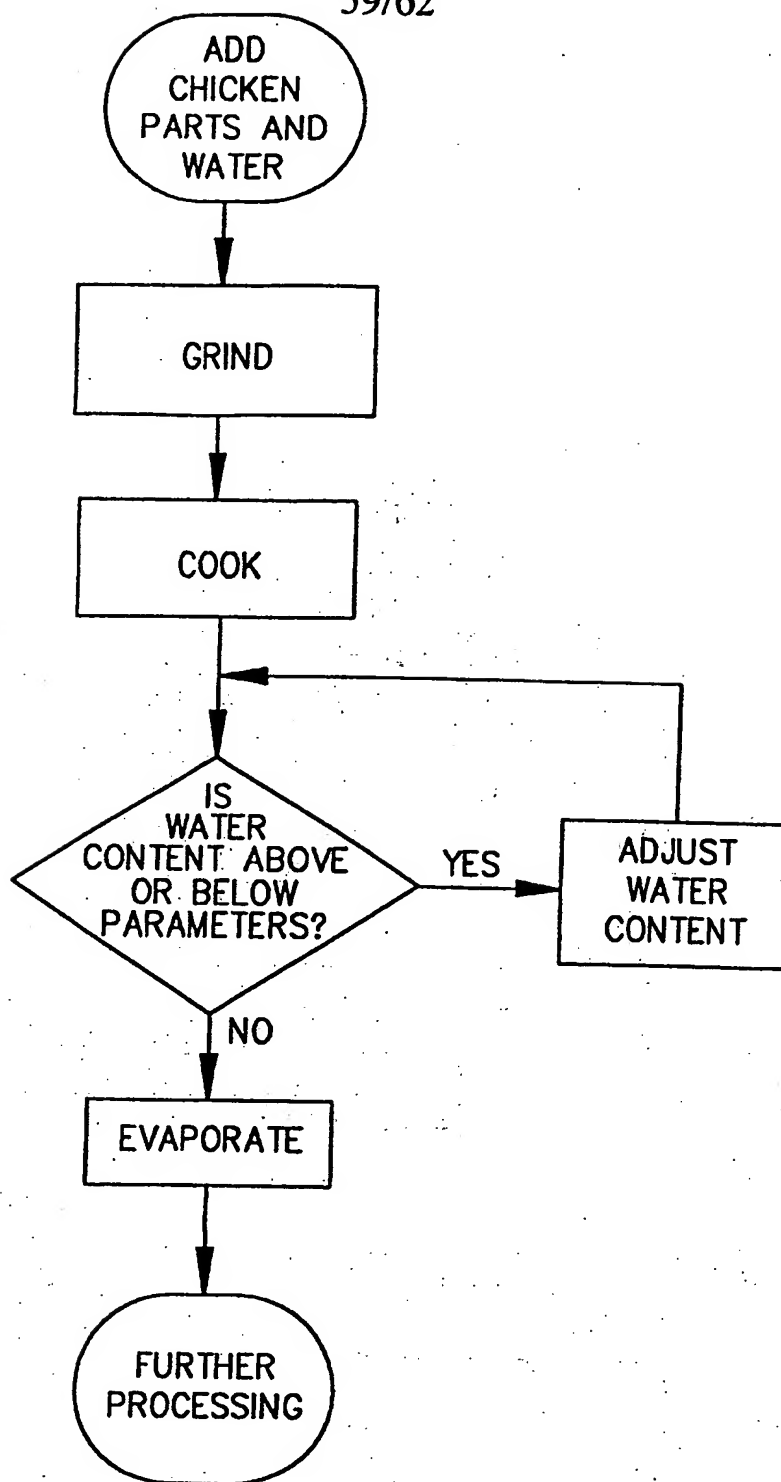 59/62
ADD
CHICKEN
PARTS AND
WATER
GRIND
COOK
IS
WATER
CONTENT ABOVE
OR BELOW
PARAMETERS?
YES
ADJUST
WATER
CONTENT
NO
EVAPORATE
FURTHER
PROCESSING